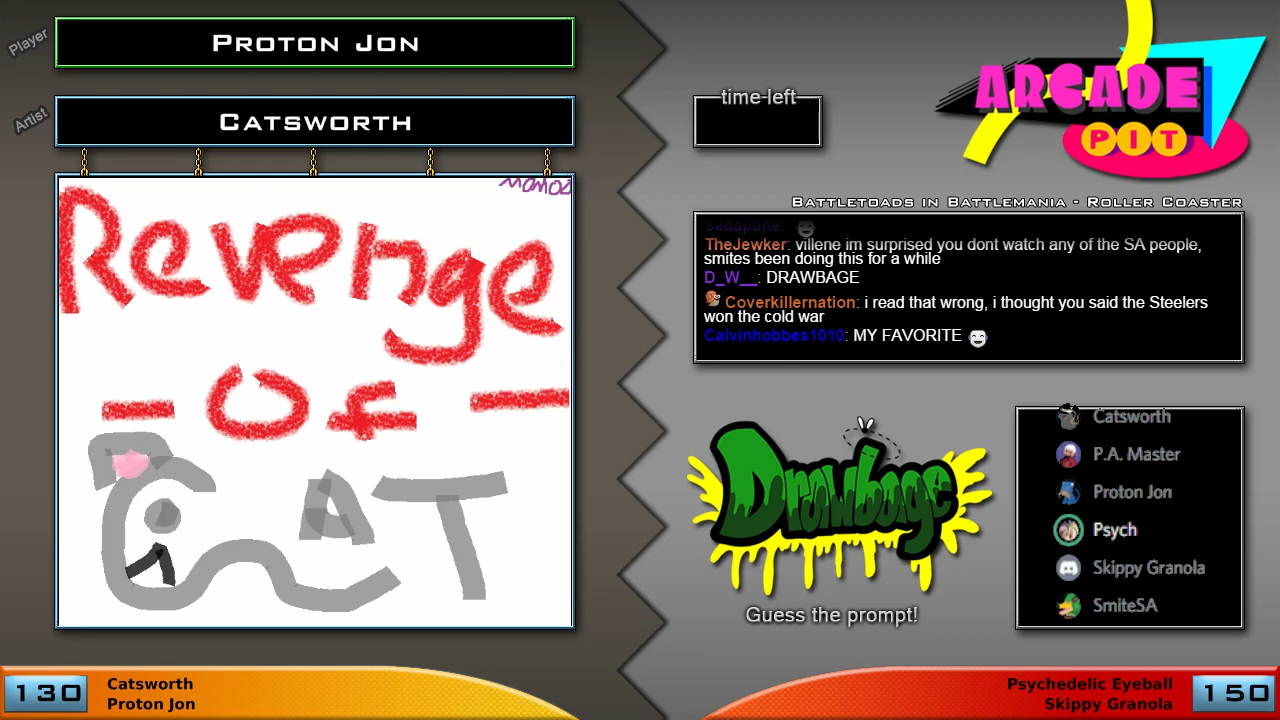 Player
Proton Jon
Artist
Catsworth
Momos
Revenge
- Of -
CAT
time left
ARCADE
PIT
Battletoads in Battlemania - Roller Coaster
Sadapone:
TheJewker: villene im surprised you dont watch any of the SA people,
smites been doing this for a while
D_W__: DRAWBAGE
Coverkillernation: i read that wrong, i thought you said the Steelers
won the cold war
Calvinhobbes1010: MY FAVORITE
Drawbage
Guess the prompt!
Catsworth
P.A. Master
Proton Jon
Psych
Skippy Granola
SmiteSA
130
Catsworth
Proton Jon
Psychedelic Eyeball
Skippy Granola
150